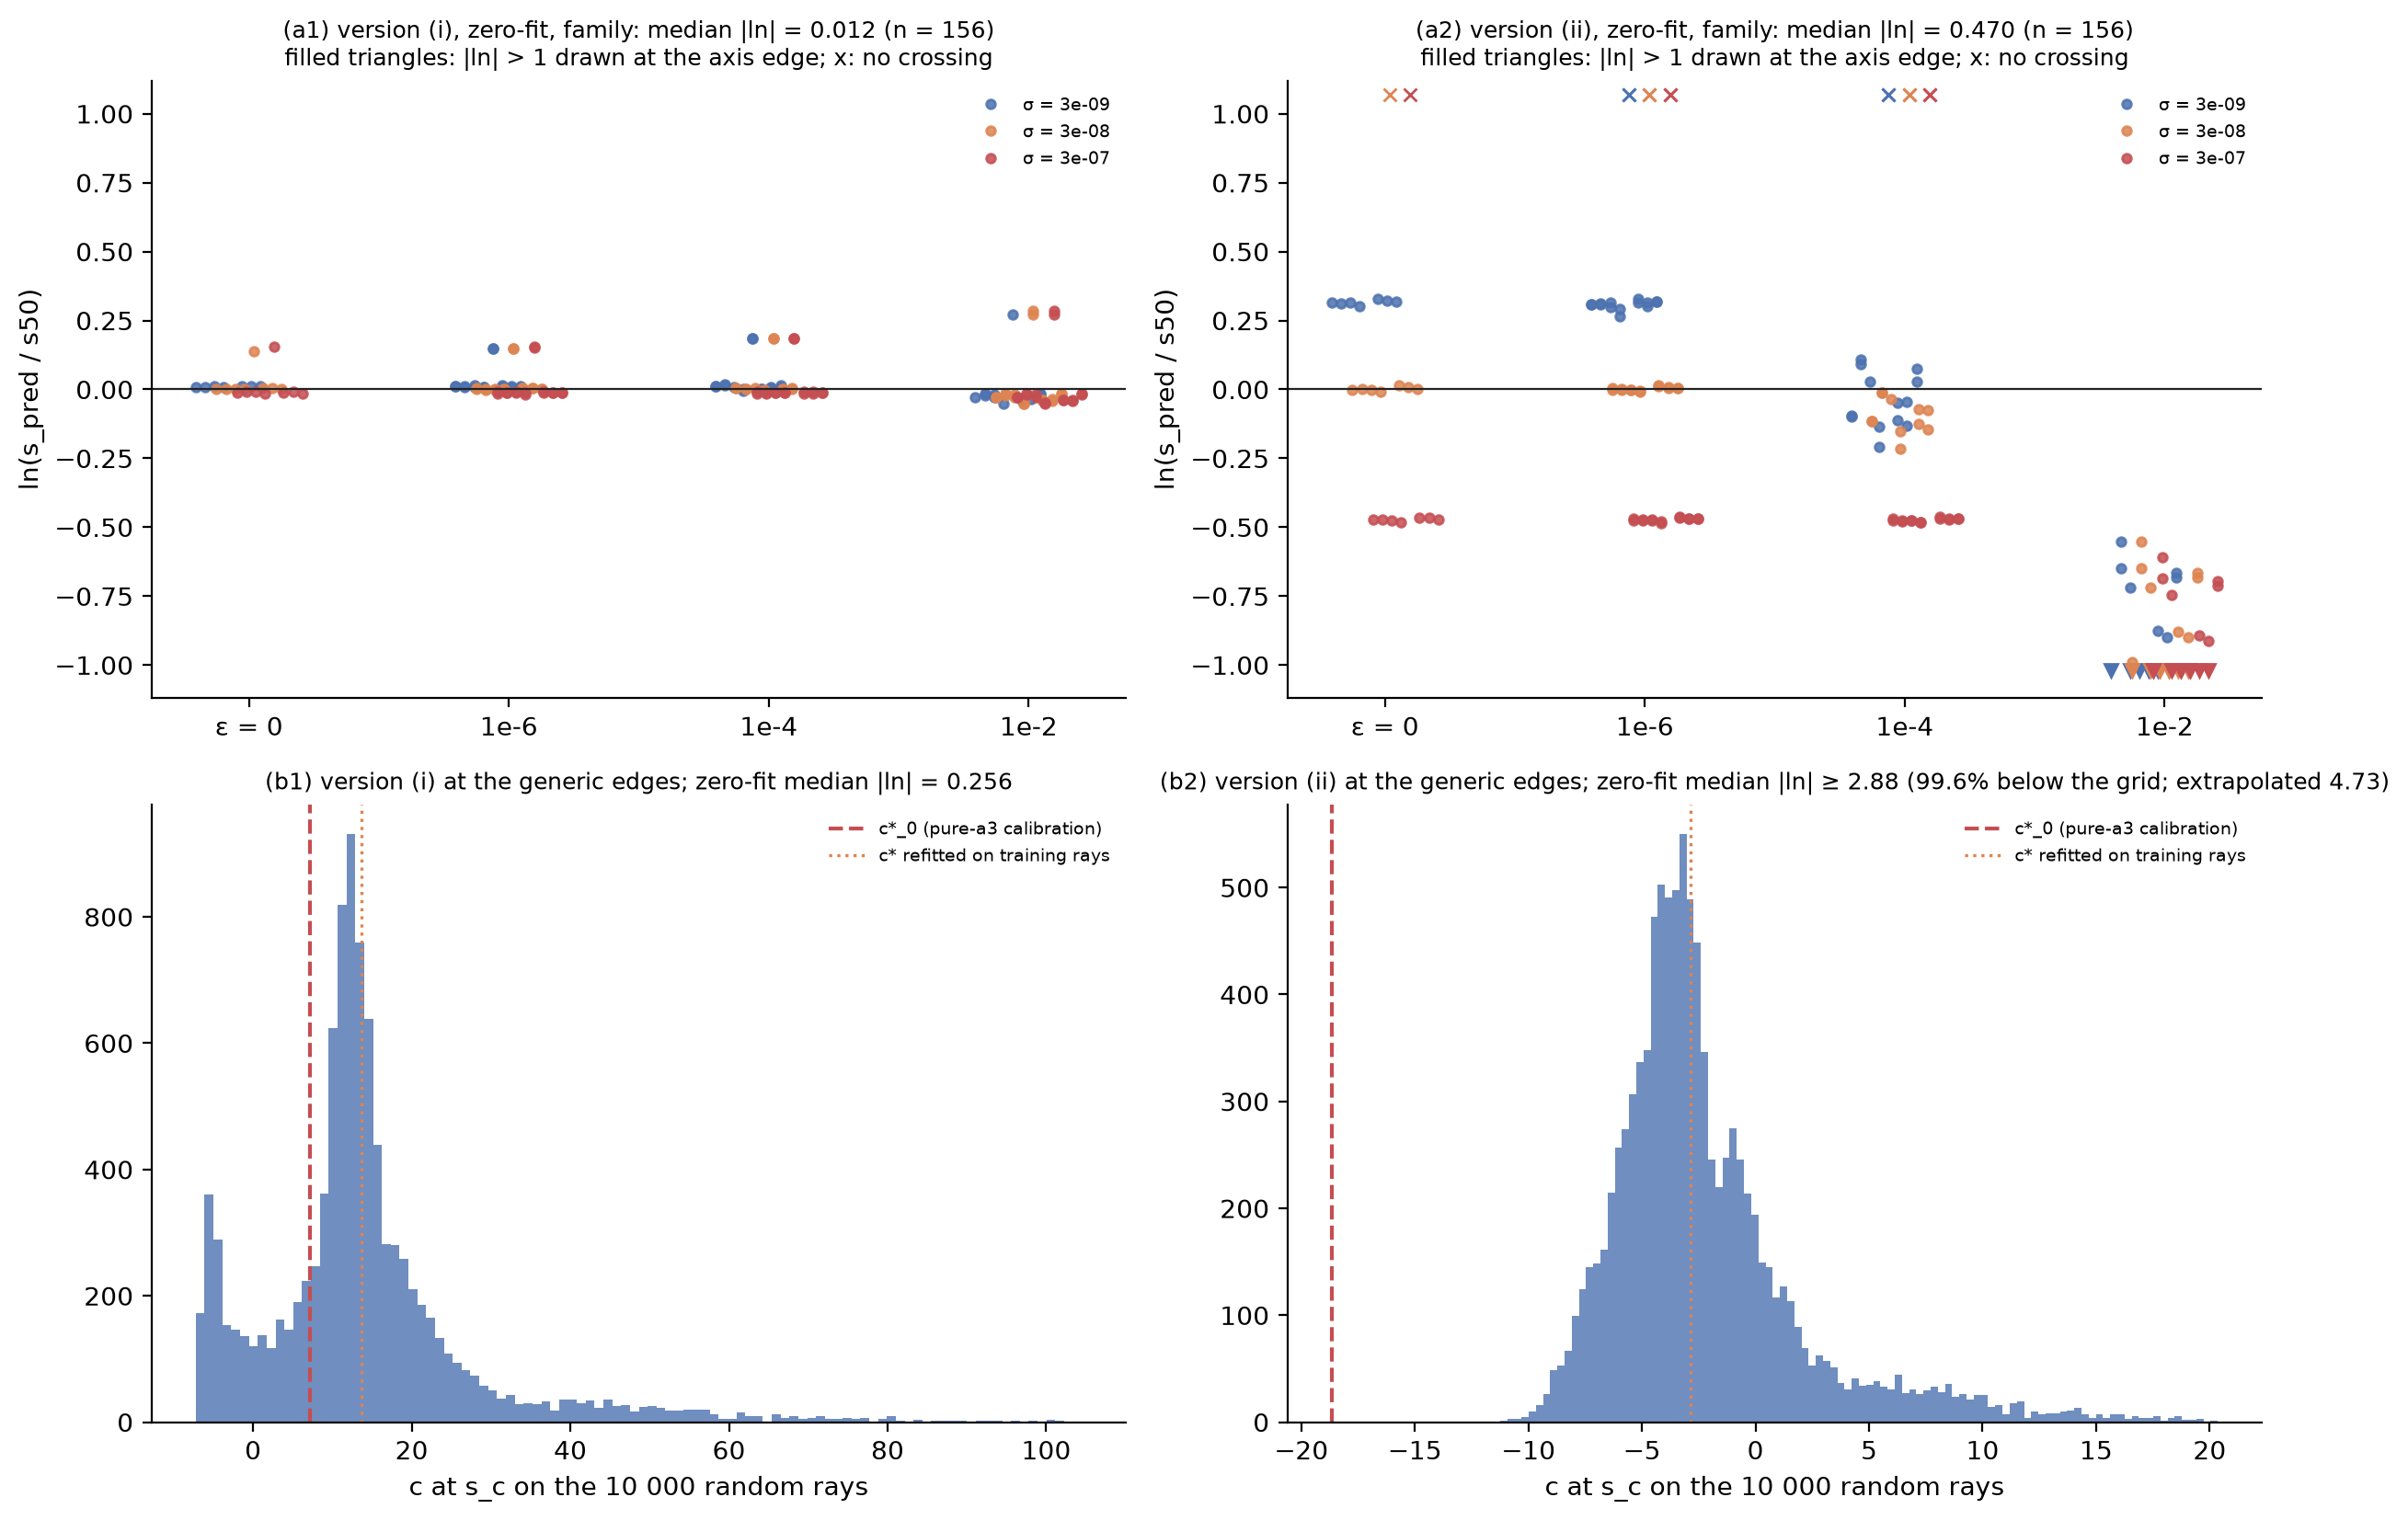 (a1) version (i), zero-fit, family: median |ln| = 0.012 (n = 156)
filled triangles: |ln| > 1 drawn at the axis edge; x: no crossing
1.00
0.75
0.50
0.25
0.00
−0.25
−0.50
−0.75
−1.00
ln(s_pred / s50)
σ = 3e-09
σ = 3e-08
σ = 3e-07
ε = 0
1e-6
1e-4
1e-2
(a2) version (ii), zero-fit, family: median |ln| = 0.470 (n = 156)
filled triangles: |ln| > 1 drawn at the axis edge; x: no crossing
1.00
0.75
0.50
0.25
0.00
−0.25
−0.50
−0.75
−1.00
ln(s_pred / s50)
σ = 3e-09
σ = 3e-08
σ = 3e-07
ε = 0
1e-6
1e-4
1e-2
(b1) version (i) at the generic edges; zero-fit median |ln| = 0.256
c*_0 (pure-a3 calibration)
c* refitted on training rays
800
600
400
200
0
0
20
40
60
80
100
c at s_c on the 10 000 random rays
(b2) version (ii) at the generic edges; zero-fit median |ln| ≥ 2.88 (99.6% below the grid; extrapolated 4.73)
c*_0 (pure-a3 calibration)
c* refitted on training rays
500
400
300
200
100
0
−20
−15
−10
−5
0
5
10
15
20
c at s_c on the 10 000 random rays